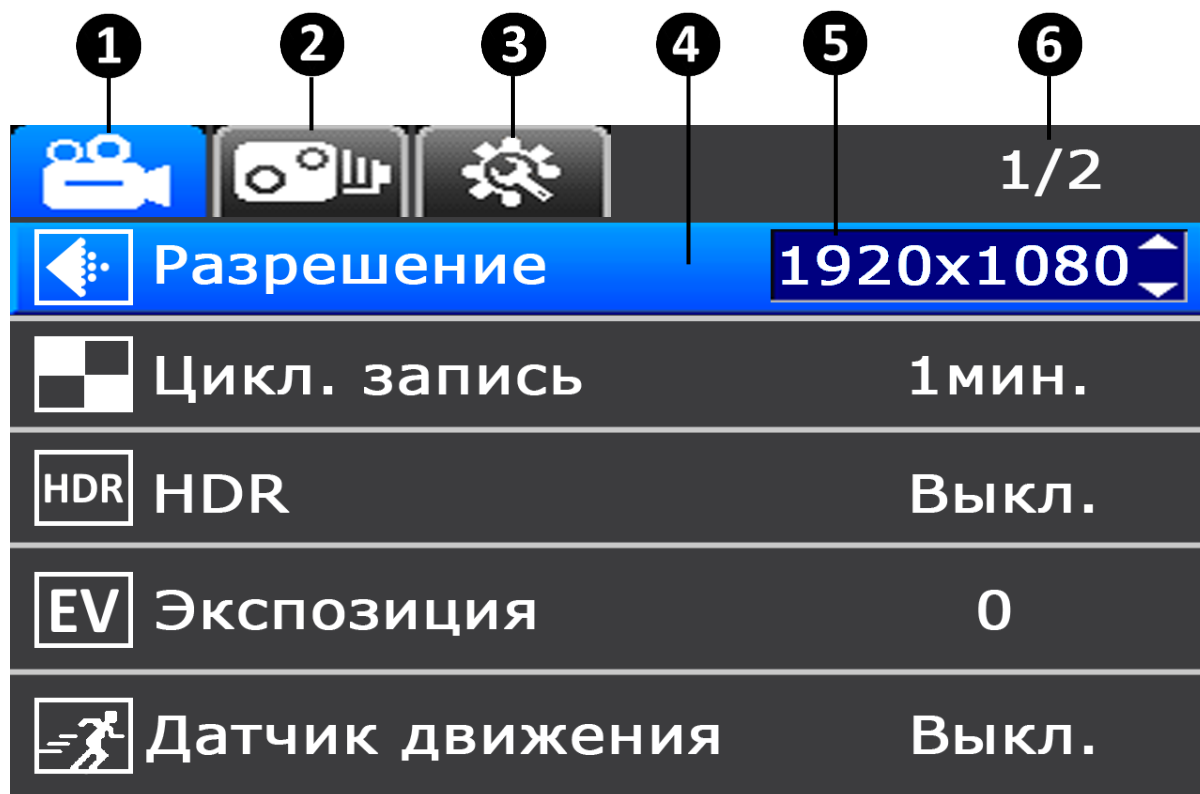 1 2 3 4 5 6
1/2
Разрешение 1920x1080
Цикл. запись 1мин.
HDR HDR Выкл.
EV Экспозиция 0
Датчик движения Выкл.